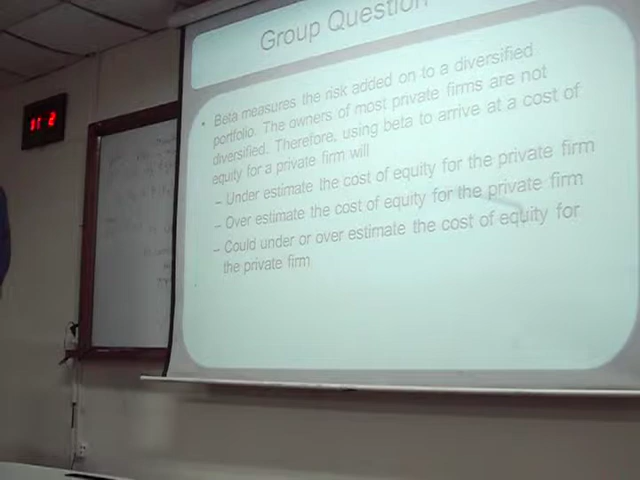 Group Question
• Beta measures the risk added on to a diversified
portfolio. The owners of most private firms are not
diversified. Therefore, using beta to arrive at a cost of
equity for a private firm will
– Under estimate the cost of equity for the private firm
– Over estimate the cost of equity for the private firm
– Could under or over estimate the cost of equity for
the private firm